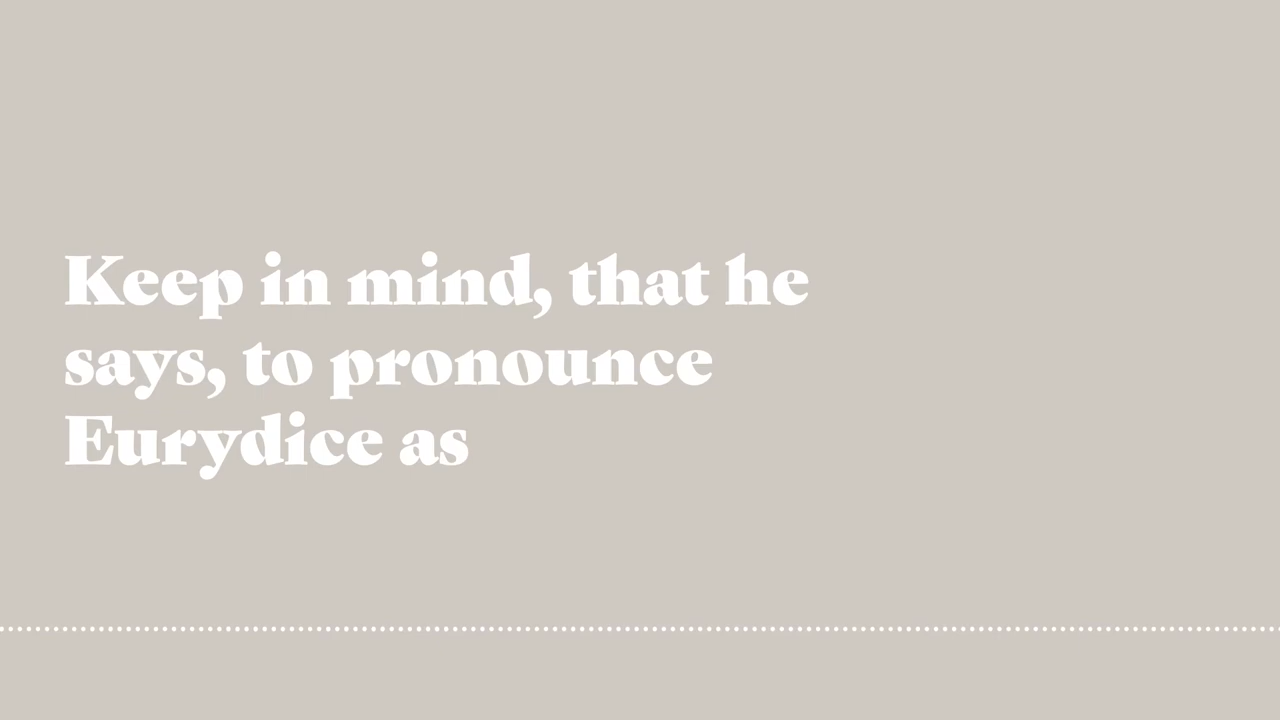 Keep in mind, that he
says, to pronounce
Eurydice as